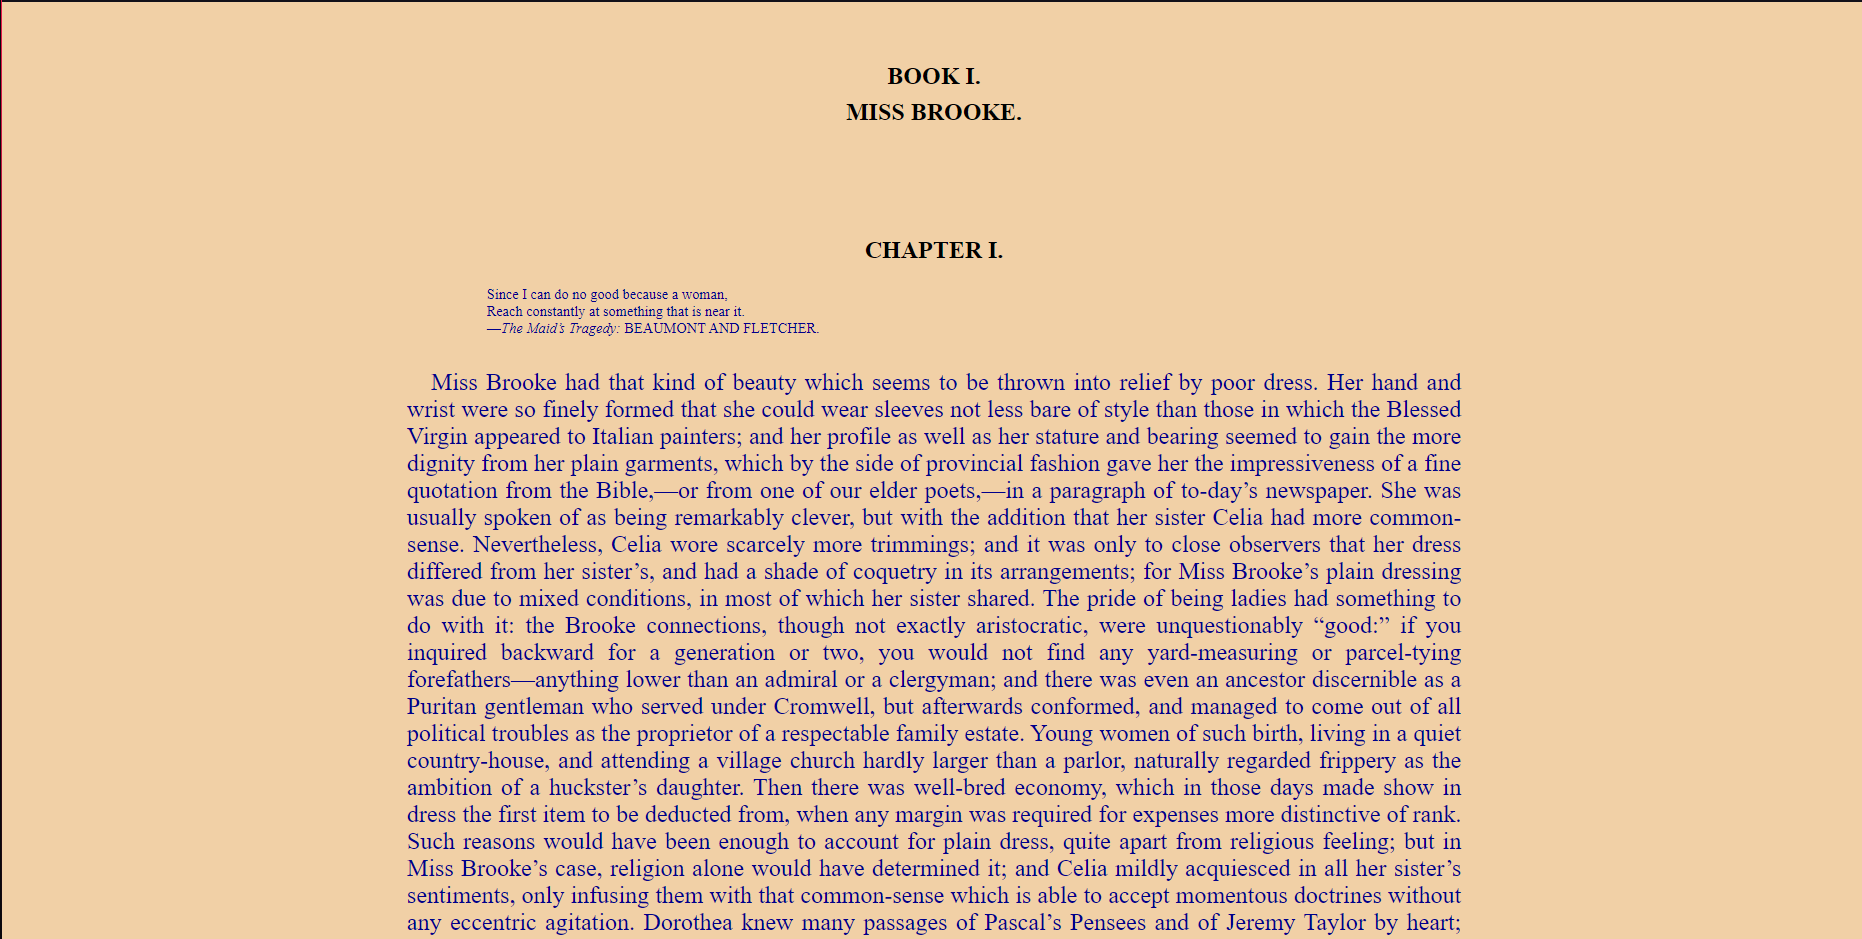 BOOK I.
MISS BROOKE.
CHAPTER I.
Since I can do no good because a woman,
Reach constantly at something that is near it.
—The Maid’s Tragedy: BEAUMONT AND FLETCHER.
Miss Brooke had that kind of beauty which seems to be thrown into relief by poor dress. Her hand and
wrist were so finely formed that she could wear sleeves not less bare of style than those in which the Blessed
Virgin appeared to Italian painters; and her profile as well as her stature and bearing seemed to gain the more
dignity from her plain garments, which by the side of provincial fashion gave her the impressiveness of a fine
quotation from the Bible,—or from one of our elder poets,—in a paragraph of to-day’s newspaper. She was
usually spoken of as being remarkably clever, but with the addition that her sister Celia had more common-
sense. Nevertheless, Celia wore scarcely more trimmings; and it was only to close observers that her dress
differed from her sister’s, and had a shade of coquetry in its arrangements; for Miss Brooke’s plain dressing
was due to mixed conditions, in most of which her sister shared. The pride of being ladies had something to
do with it: the Brooke connections, though not exactly aristocratic, were unquestionably “good:” if you
inquired backward for a generation or two, you would not find any yard-measuring or parcel-tying
forefathers—anything lower than an admiral or a clergyman; and there was even an ancestor discernible as a
Puritan gentleman who served under Cromwell, but afterwards conformed, and managed to come out of all
political troubles as the proprietor of a respectable family estate. Young women of such birth, living in a quiet
country-house, and attending a village church hardly larger than a parlor, naturally regarded frippery as the
ambition of a huckster’s daughter. Then there was well-bred economy, which in those days made show in
dress the first item to be deducted from, when any margin was required for expenses more distinctive of rank.
Such reasons would have been enough to account for plain dress, quite apart from religious feeling; but in
Miss Brooke’s case, religion alone would have determined it; and Celia mildly acquiesced in all her sister’s
sentiments, only infusing them with that common-sense which is able to accept momentous doctrines without
any eccentric agitation. Dorothea knew many passages of Pascal’s Pensees and of Jeremy Taylor by heart;